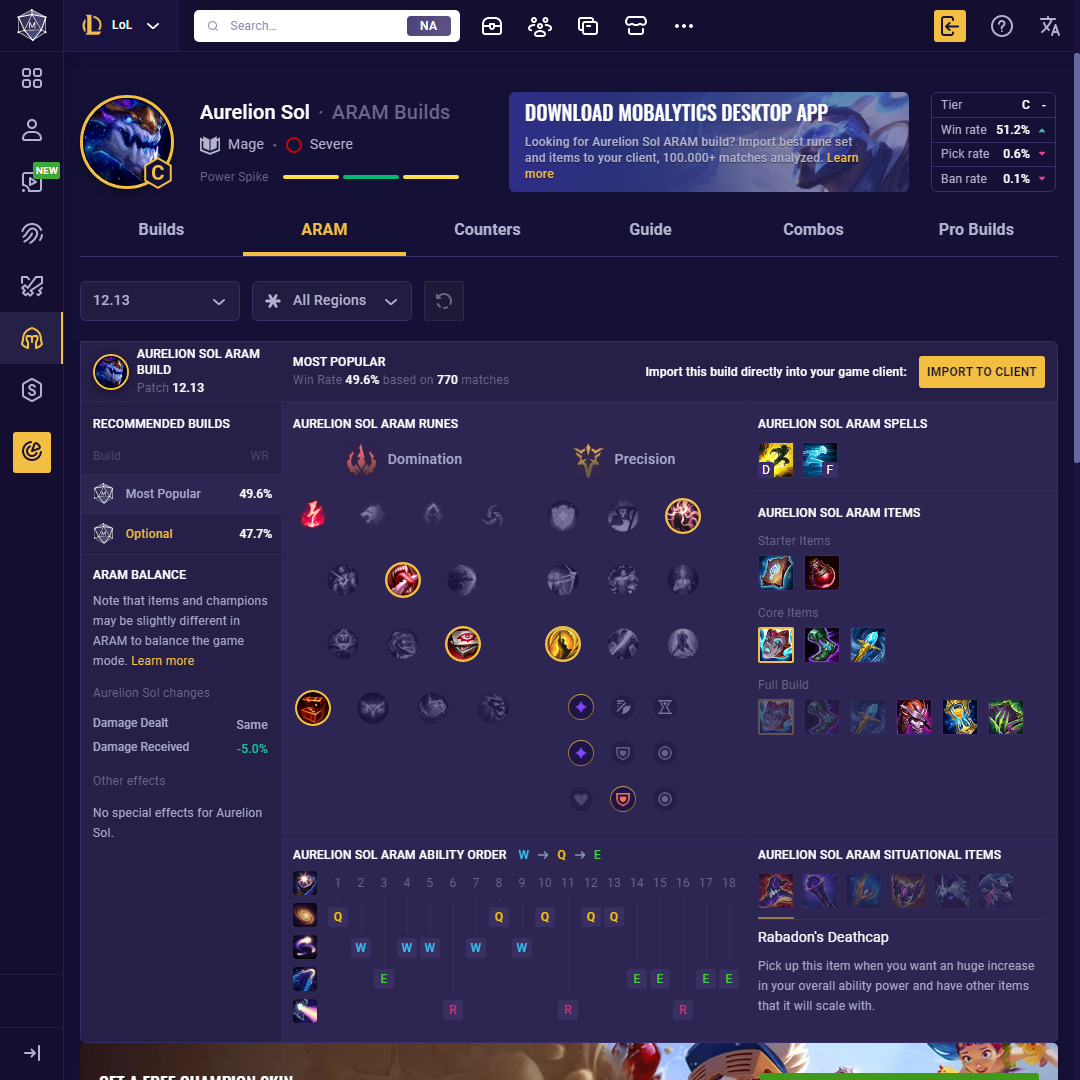 LoL
Search...
NA
NEW
C
Aurelion Sol · ARAM Builds
Mage · Severe
Power Spike
DOWNLOAD MOBALYTICS DESKTOP APP
Looking for Aurelion Sol ARAM build? Import best rune set
and items to your client, 100.000+ matches analyzed. Learn
more
Tier C -
Win rate 51.2%
Pick rate 0.6%
Ban rate 0.1%
Builds
ARAM
Counters
Guide
Combos
Pro Builds
12.13
All Regions
AURELION SOL ARAM
BUILD
Patch 12.13
MOST POPULAR
Win Rate 49.6% based on 770 matches
Import this build directly into your game client:
IMPORT TO CLIENT
RECOMMENDED BUILDS
Build WR
Most Popular 49.6%
Optional 47.7%
ARAM BALANCE
Note that items and champions
may be slightly different in
ARAM to balance the game
mode. Learn more
Aurelion Sol changes
Damage Dealt Same
Damage Received -5.0%
Other effects
No special effects for Aurelion
Sol.
AURELION SOL ARAM RUNES
Domination
Precision
AURELION SOL ARAM SPELLS
D
F
AURELION SOL ARAM ITEMS
Starter Items
Core Items
Full Build
AURELION SOL ARAM ABILITY ORDER W → Q → E
1 2 3 4 5 6 7 8 9 10 11 12 13 14 15 16 17 18
Q Q Q Q Q
W W W W W
E E E E E
R R R
AURELION SOL ARAM SITUATIONAL ITEMS
Rabadon's Deathcap
Pick up this item when you want an huge increase
in your overall ability power and have other items
that it will scale with.
GET A FREE CHAMPION SKIN